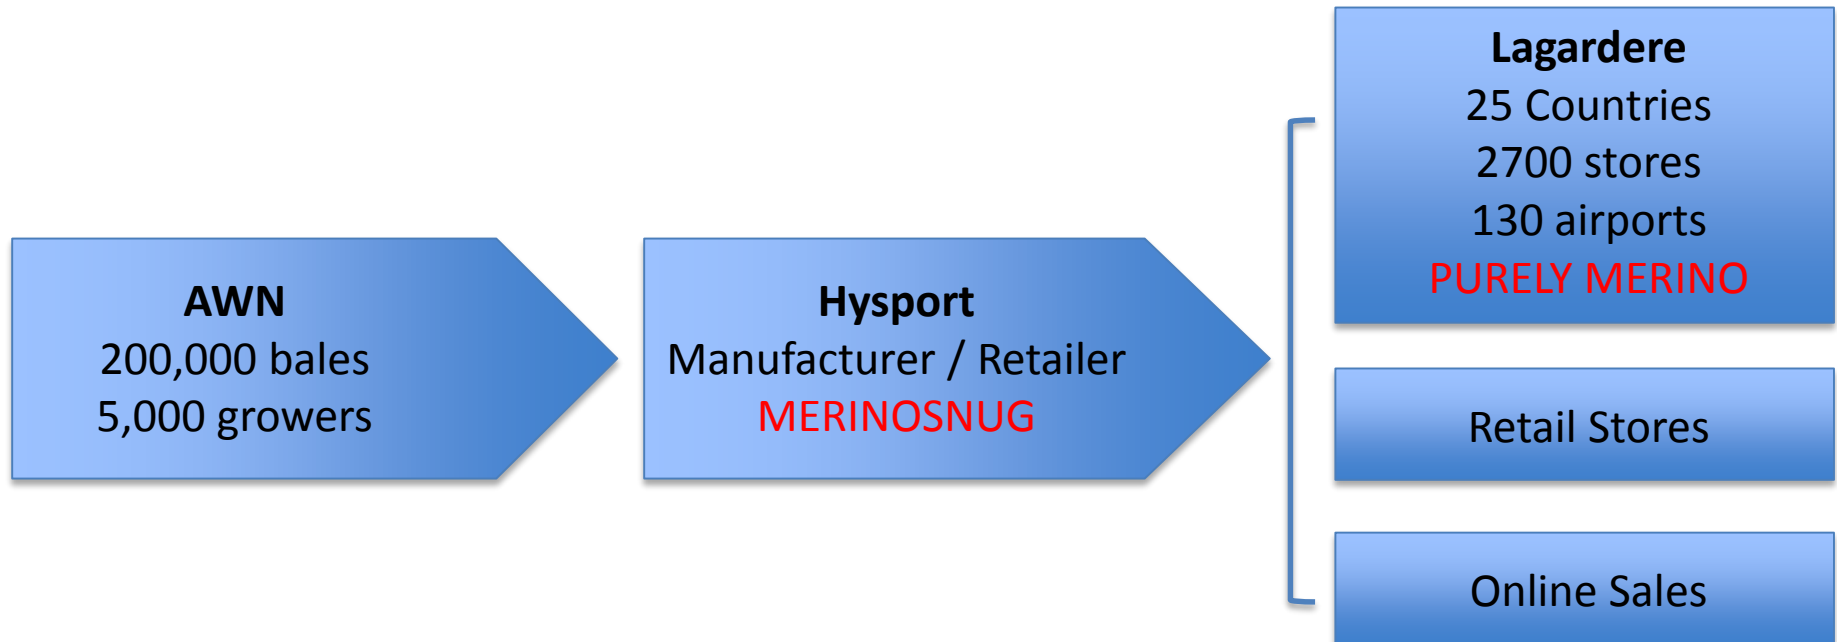 AWN
200,000 bales
5,000 growers
Hysport
Manufacturer / Retailer
MERINOSNUG
Lagardere
25 Countries
2700 stores
130 airports
PURELY MERINO
Retail Stores
Online Sales